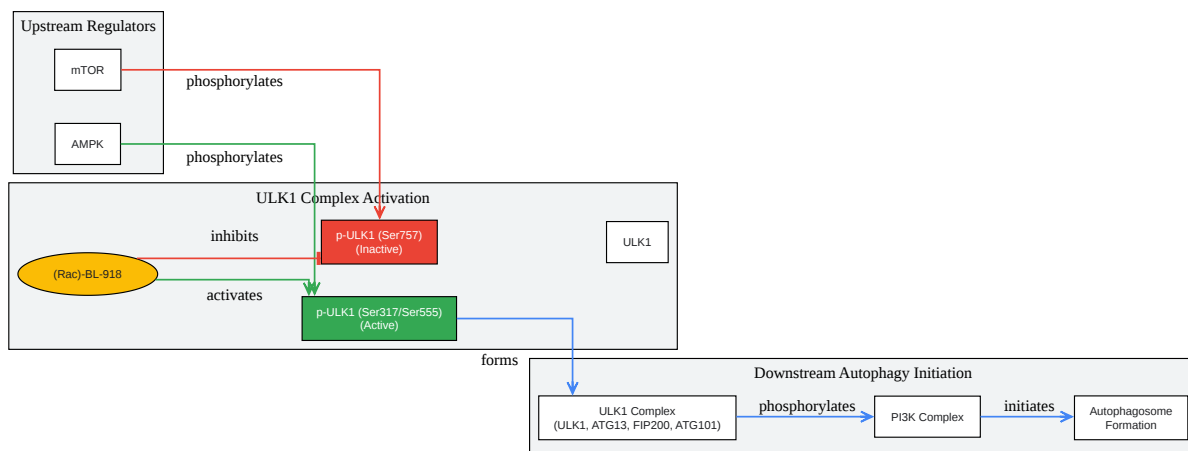 Upstream Regulators
mTOR
phosphorylates
AMPK
phosphorylates
ULK1 Complex Activation
inhibits
p-ULK1 (Ser757)
(Inactive)
ULK1
(Rac)-BL-918
activates
p-ULK1 (Ser317/Ser555)
(Active)
forms
Downstream Autophagy Initiation
ULK1 Complex
(ULK1, ATG13, FIP200, ATG101)
phosphorylates
PI3K Complex
initiates
Autophagosome
Formation